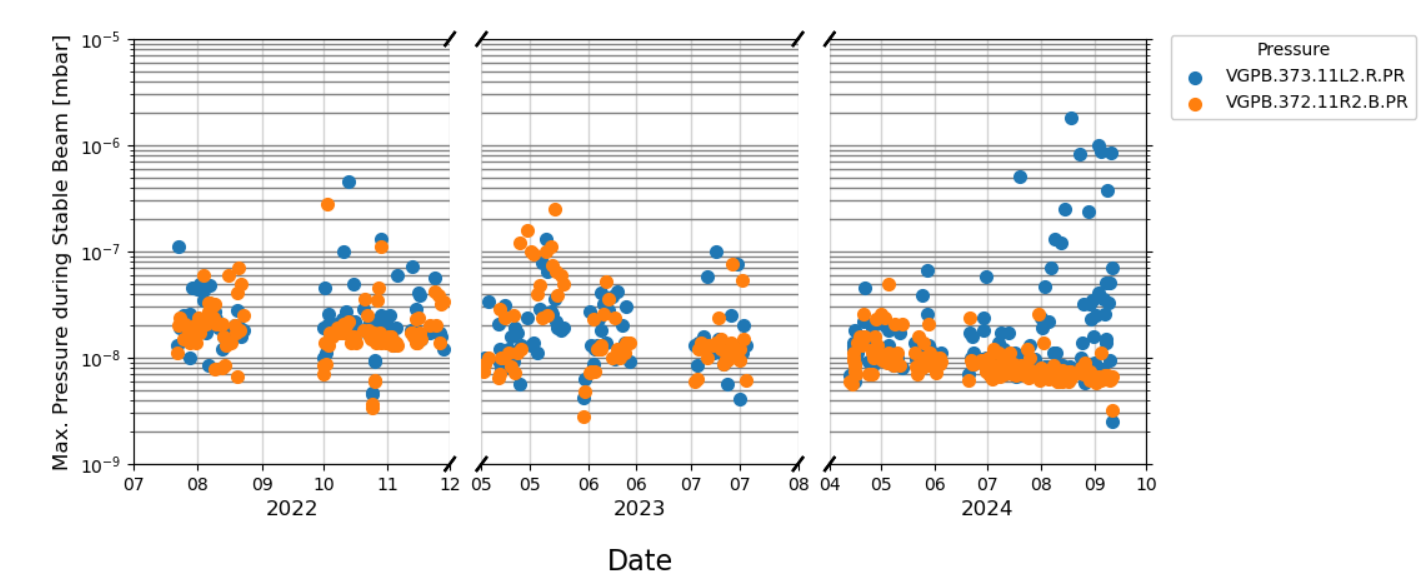 Max. Pressure during Stable Beam [mbar]
10⁻⁵
10⁻⁶
10⁻⁷
10⁻⁸
10⁻⁹
07 08 09 10 11 12
2022
05 05 06 06 07 07 08
2023
04 05 06 07 08 09 10
2024
Date
Pressure
VGPB.373.11L2.R.PR
VGPB.372.11R2.B.PR